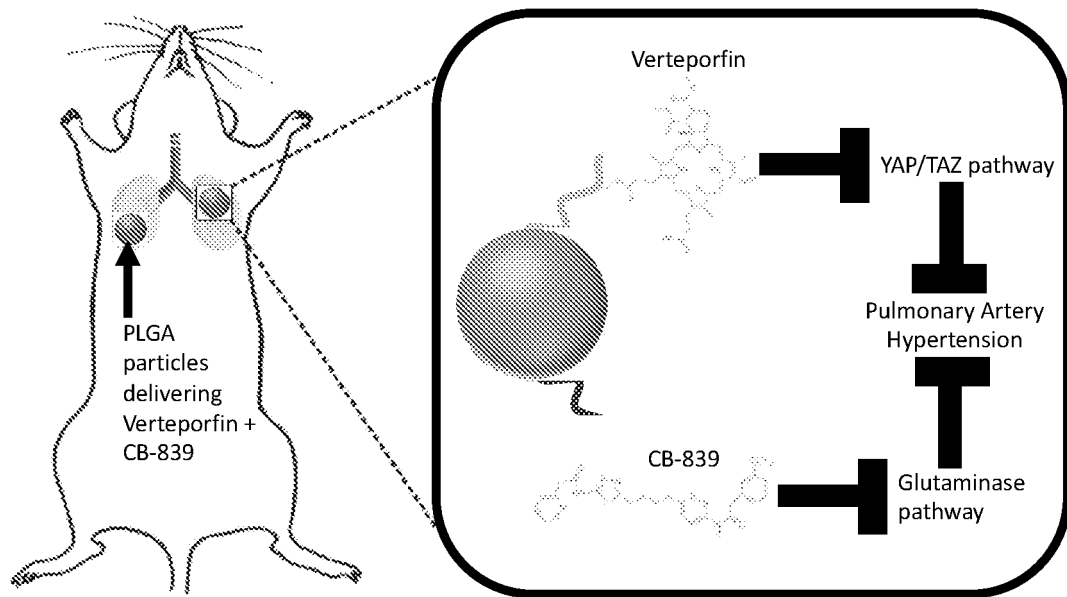 PLGA
particles
delivering
Verteporfin +
CB-839
Verteporfin
YAP/TAZ pathway
Pulmonary Artery
Hypertension
CB-839
Glutaminase
pathway